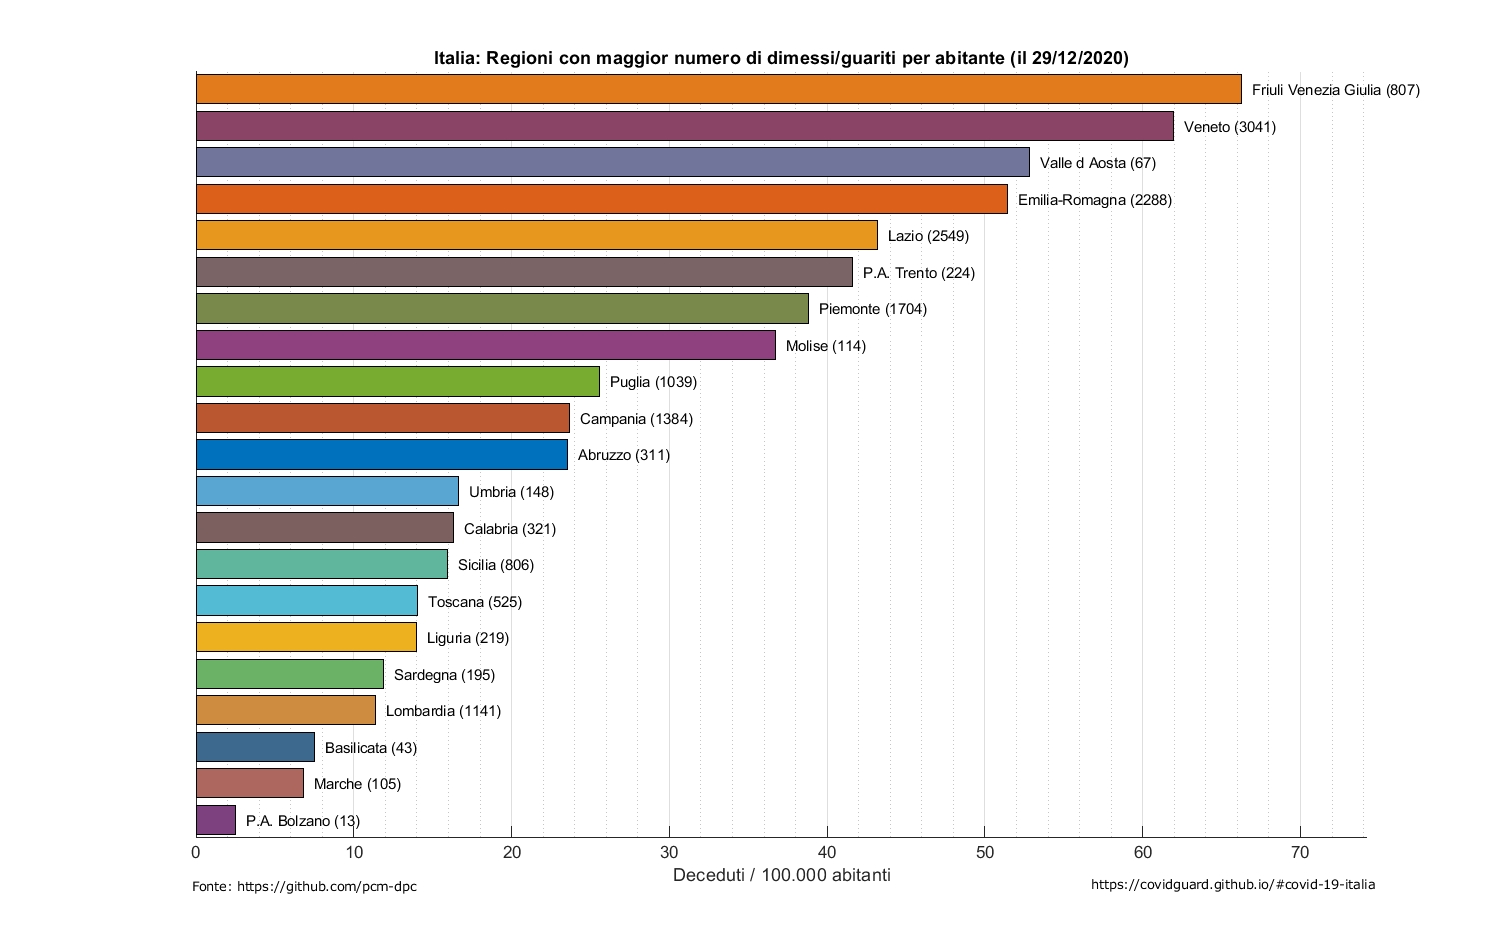 Italia: Regioni con maggior numero di dimessi/guariti per abitante (il 29/12/2020)
Friuli Venezia Giulia (807)
Veneto (3041)
Valle d Aosta (67)
Emilia-Romagna (2288)
Lazio (2549)
P.A. Trento (224)
Piemonte (1704)
Molise (114)
Puglia (1039)
Campania (1384)
Abruzzo (311)
Umbria (148)
Calabria (321)
Sicilia (806)
Toscana (525)
Liguria (219)
Sardegna (195)
Lombardia (1141)
Basilicata (43)
Marche (105)
P.A. Bolzano (13)
0 10 20 30 40 50 60 70
Deceduti / 100.000 abitanti
Fonte: https://github.com/pcm-dpc
https://covidguard.github.io/#covid-19-italia